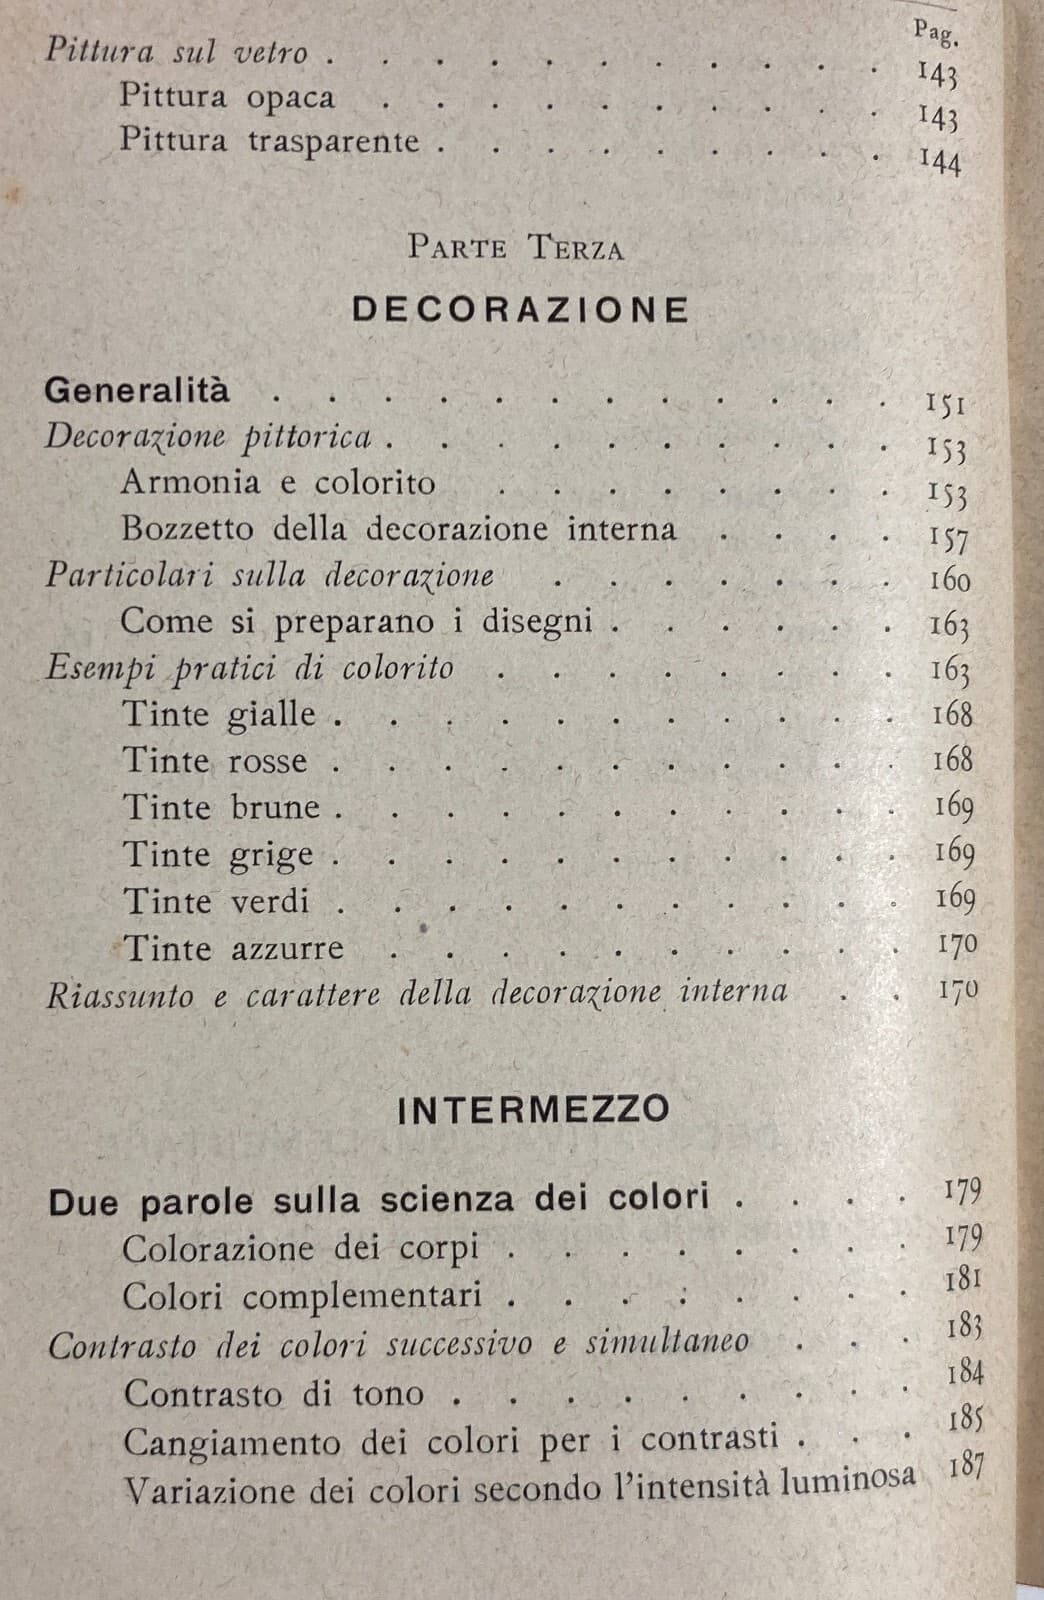 Pag.
Pittura sul vetro . . . . . . . . . . . 143
Pittura opaca . . . . . . . . . . 143
Pittura trasparente . . . . . . . . . 144
PARTE TERZA
DECORAZIONE
Generalità . . . . . . . . . . . . 151
Decorazione pittorica . . . . . . . . . . 153
Armonia e colorito . . . . . . . . 153
Bozzetto della decorazione interna . . . . 157
Particolari sulla decorazione . . . . . . . 160
Come si preparano i disegni . . . . . . 163
Esempi pratici di colorito . . . . . . . . 163
Tinte gialle . . . . . . . . . . . 168
Tinte rosse . . . . . . . . . . . 168
Tinte brune . . . . . . . . . . . 169
Tinte grige . . . . . . . . . . . 169
Tinte verdi . . . . . . . . . . . 169
Tinte azzurre . . . . . . . . . . 170
Riassunto e carattere della decorazione interna . . 170
INTERMEZZO
Due parole sulla scienza dei colori . . . . 179
Colorazione dei corpi . . . . . . . . 179
Colori complementari . . . . . . . . 181
Contrasto dei colori successivo e simultaneo . . . 183
Contrasto di tono . . . . . . . . . 184
Cangiamento dei colori per i contrasti . . . 185
Variazione dei colori secondo l'intensità luminosa 187